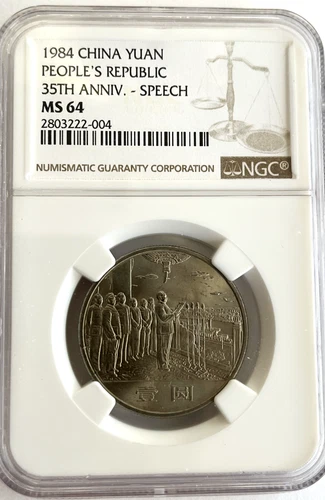 1984 CHINA YUAN
PEOPLE'S REPUBLIC
35TH ANNIV. - SPEECH
MS 64
2803222-004
NUMISMATIC GUARANTY CORPORATION NGC®
壹圆